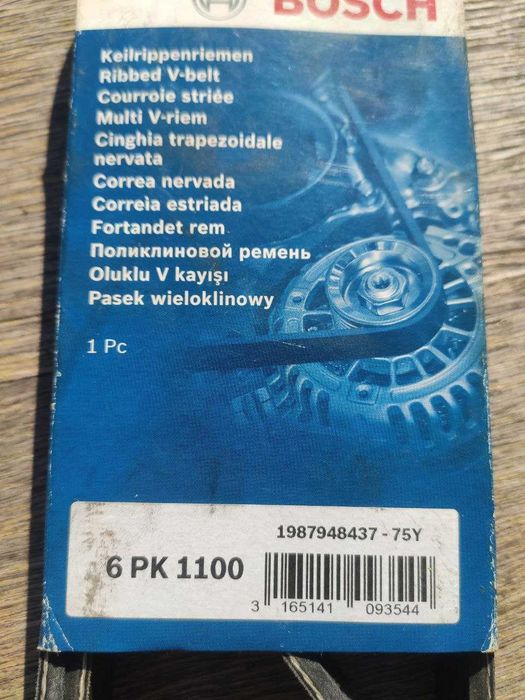 BOSCH
Keilrippenriemen
Ribbed V-belt
Courroie striée
Multi V-riem
Cinghia trapezoidale
nervata
Correa nervada
Correia estriada
Fortandet rem
Поликлиновой ремень
Oluklu V kayışı
Pasek wieloklinowy
1 Pc
1987948437 - 75Y
6 PK 1100
3 165141 093544